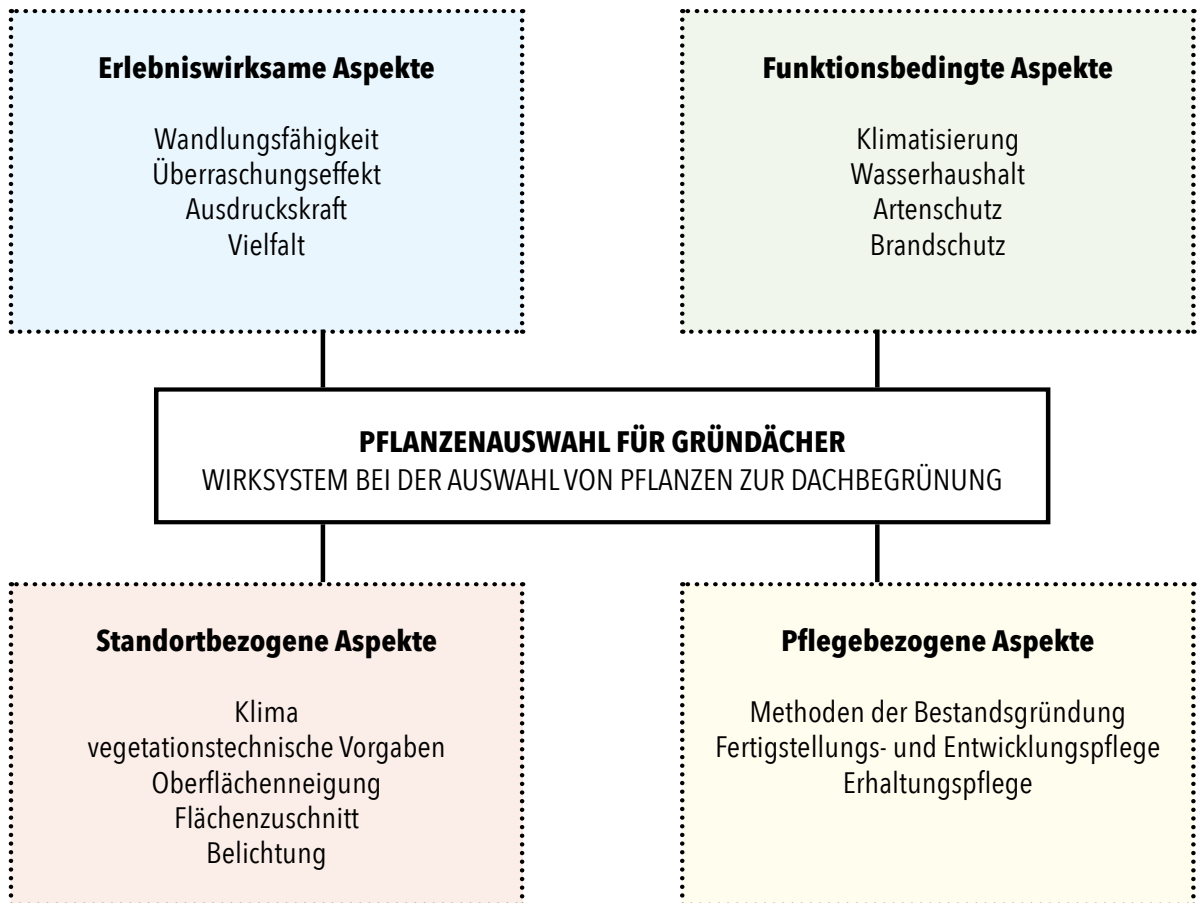 Erlebniswirksame Aspekte
Wandlungsfähigkeit
Überraschungseffekt
Ausdruckskraft
Vielfalt
Funktionsbedingte Aspekte
Klimatisierung
Wasserhaushalt
Artenschutz
Brandschutz
PFLANZENAUSWAHL FÜR GRÜNDÄCHER
WIRKSYSTEM BEI DER AUSWAHL VON PFLANZEN ZUR DACHBEGRÜNUNG
Standortbezogene Aspekte
Klima
vegetationstechnische Vorgaben
Oberflächenneigung
Flächenzuschnitt
Belichtung
Pflegebezogene Aspekte
Methoden der Bestandsgründung
Fertigstellungs- und Entwicklungspflege
Erhaltungspflege